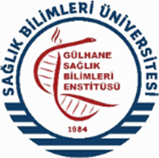 SAĞLIK BİLİMLERİ ÜNİVERSİTESİ
GÜLHANE
SAĞLIK
BİLİMLERİ
ENSTİTÜSÜ
1984